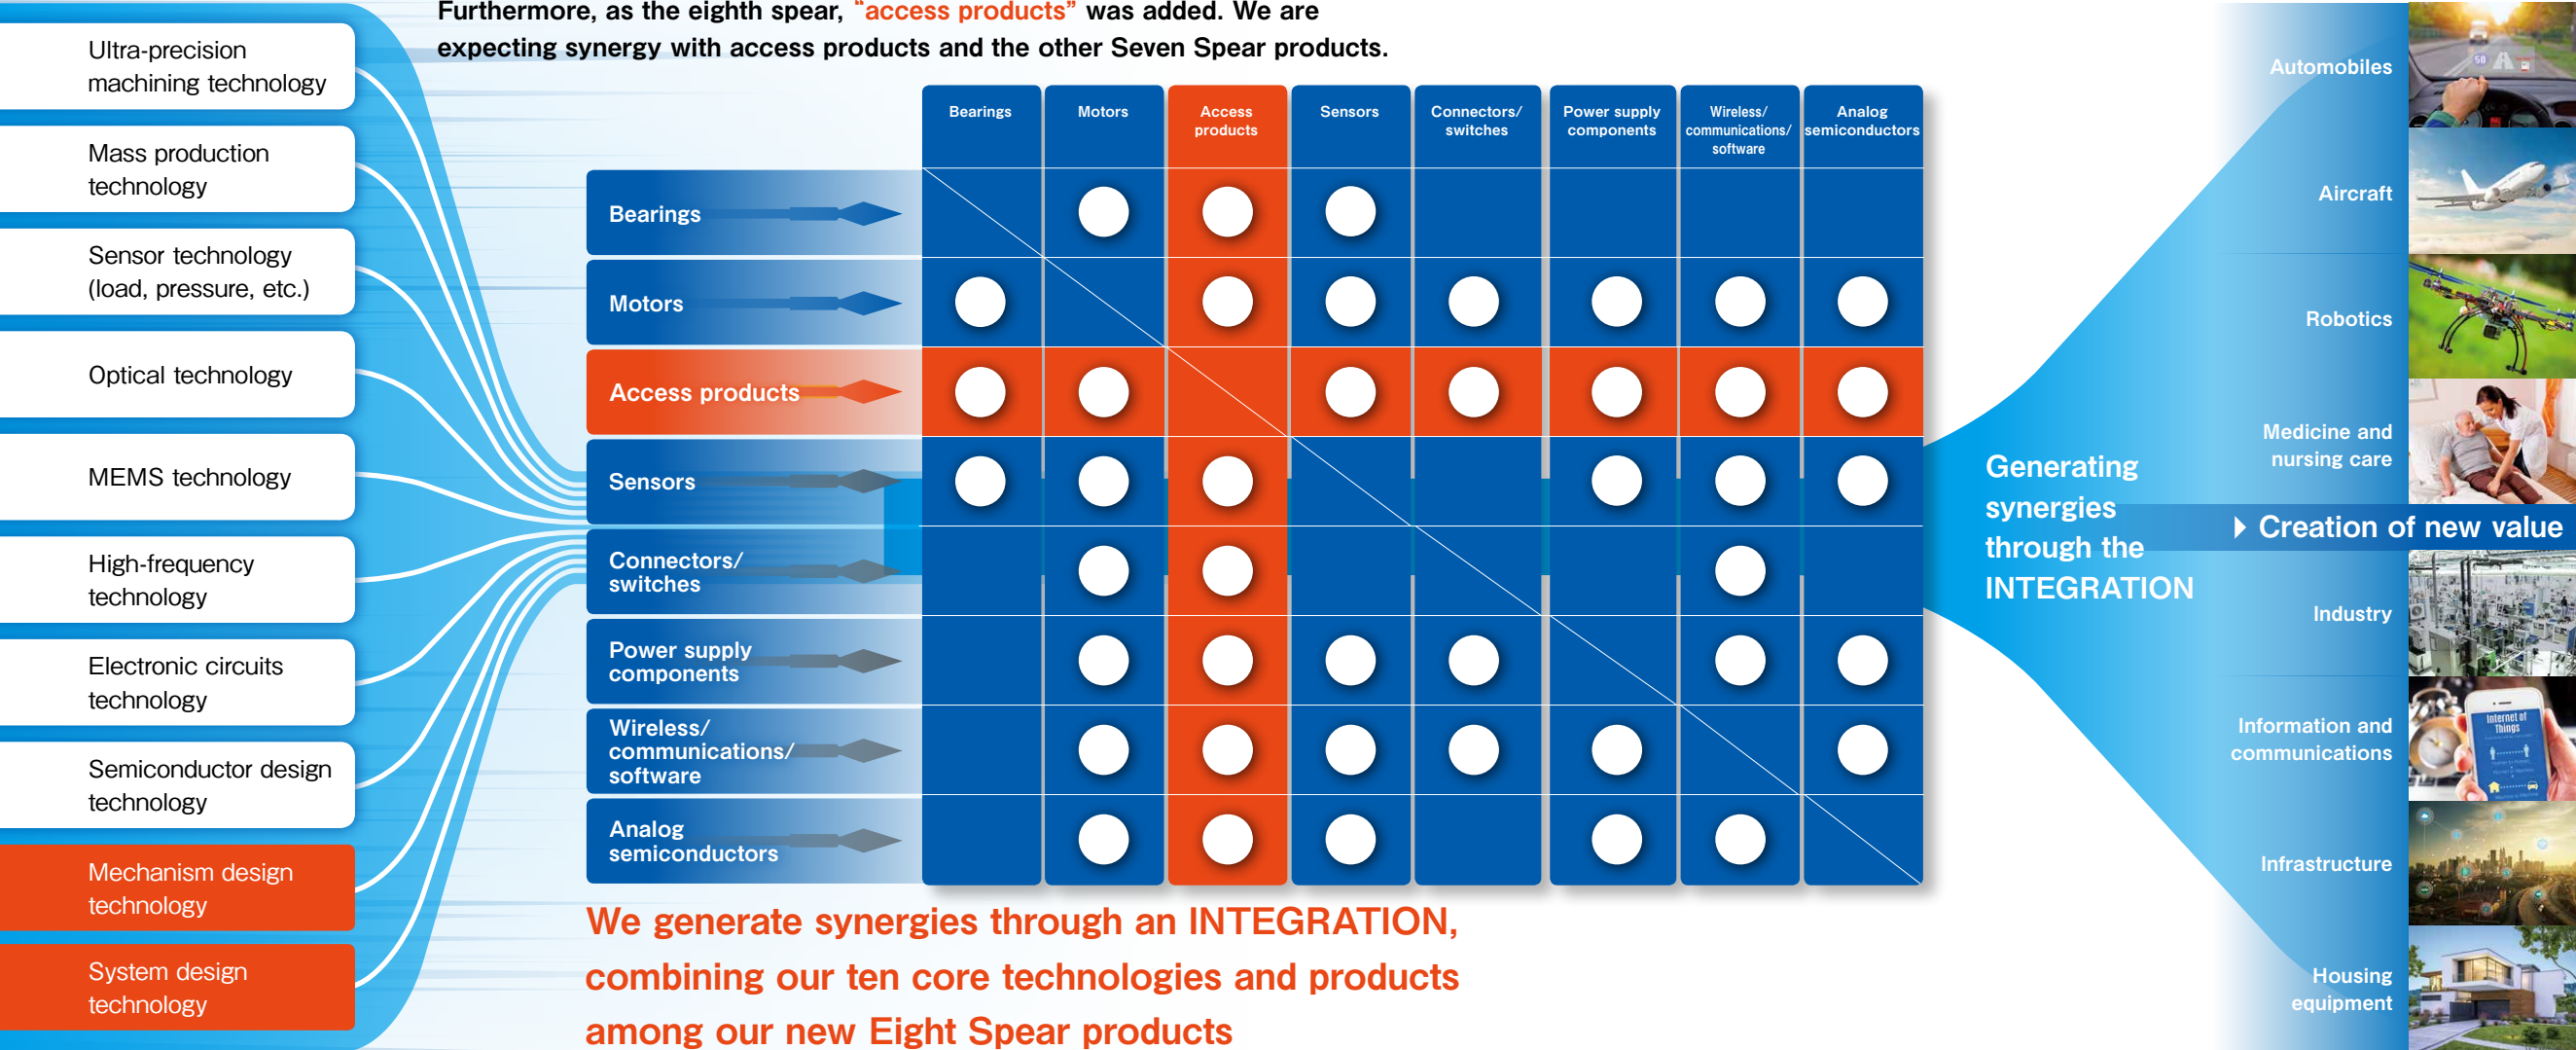 Furthermore, as the eighth spear, “access products” was added. We are
expecting synergy with access products and the other Seven Spear products.
Ultra-precision
machining technology
Mass production
technology
Sensor technology
(load, pressure, etc.)
Optical technology
MEMS technology
High-frequency
technology
Electronic circuits
technology
Semiconductor design
technology
Mechanism design
technology
System design
technology
Bearings
Motors
Access
products
Sensors
Connectors/
switches
Power supply
components
Wireless/
communications/
software
Analog
semiconductors
Bearings
Motors
Access products
Sensors
Connectors/
switches
Power supply
components
Wireless/
communications/
software
Analog
semiconductors
We generate synergies through an INTEGRATION,
combining our ten core technologies and products
among our new Eight Spear products
Generating
synergies
through the
INTEGRATION
Automobiles
50
Aircraft
Robotics
Medicine and
nursing care
Creation of new value
Industry
Information and
communications
Internet of
Things
Infrastructure
Housing
equipment